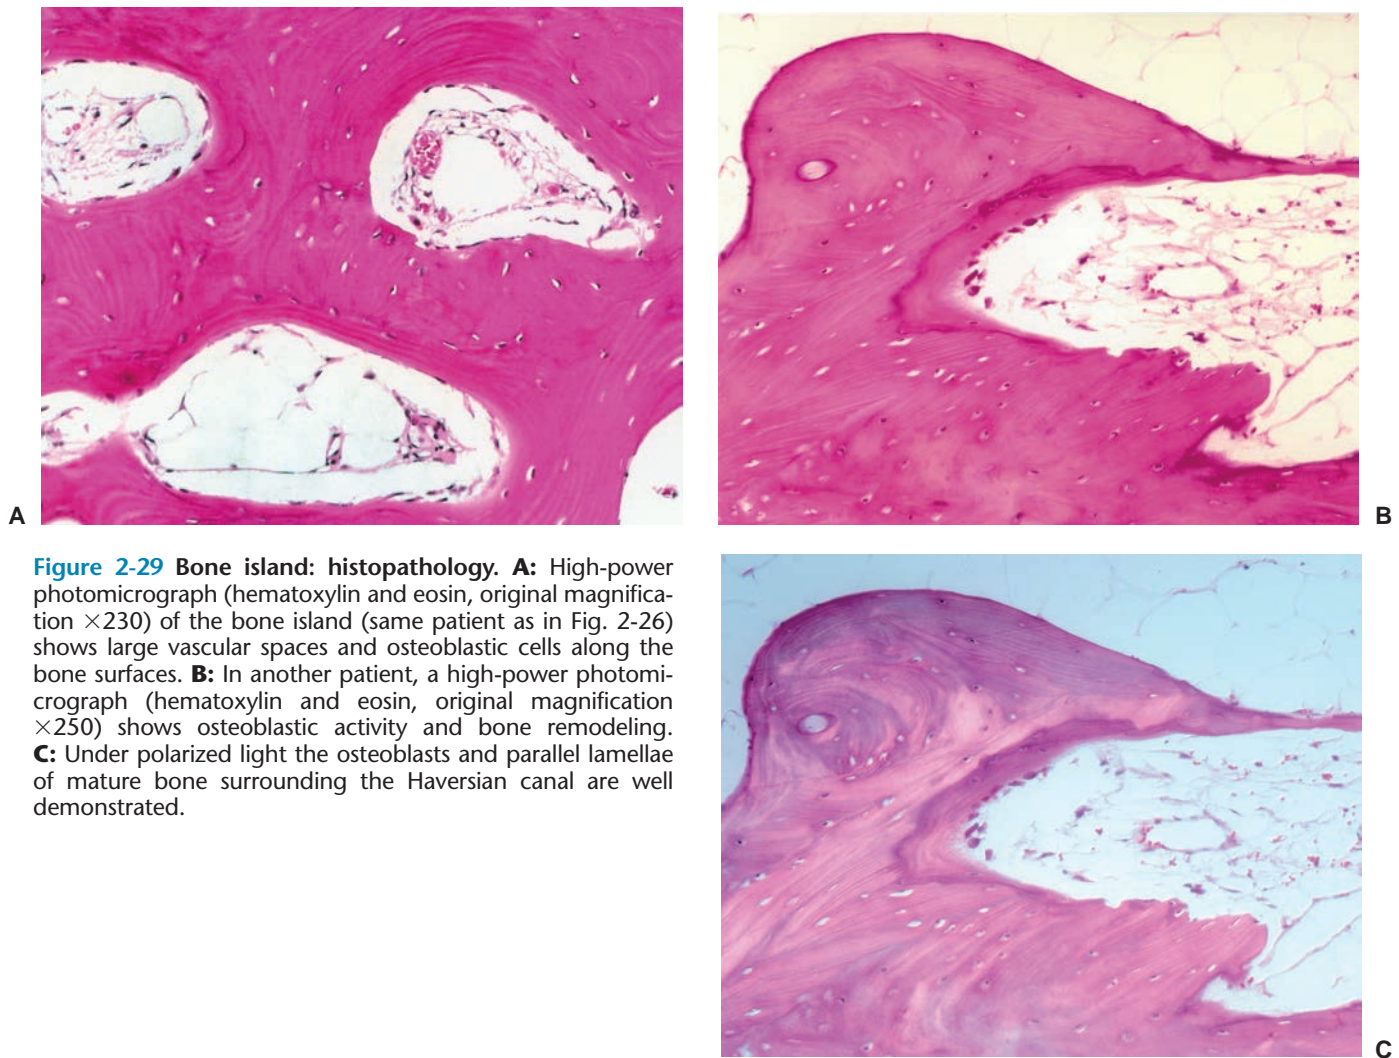 A
B
Figure 2-29 Bone island: histopathology. A: High-power
photomicrograph (hematoxylin and eosin, original magnifica-
tion ×230) of the bone island (same patient as in Fig. 2-26)
shows large vascular spaces and osteoblastic cells along the
bone surfaces. B: In another patient, a high-power photomi-
crograph (hematoxylin and eosin, original magnification
×250) shows osteoblastic activity and bone remodeling.
C: Under polarized light the osteoblasts and parallel lamellae
of mature bone surrounding the Haversian canal are well
demonstrated.
C